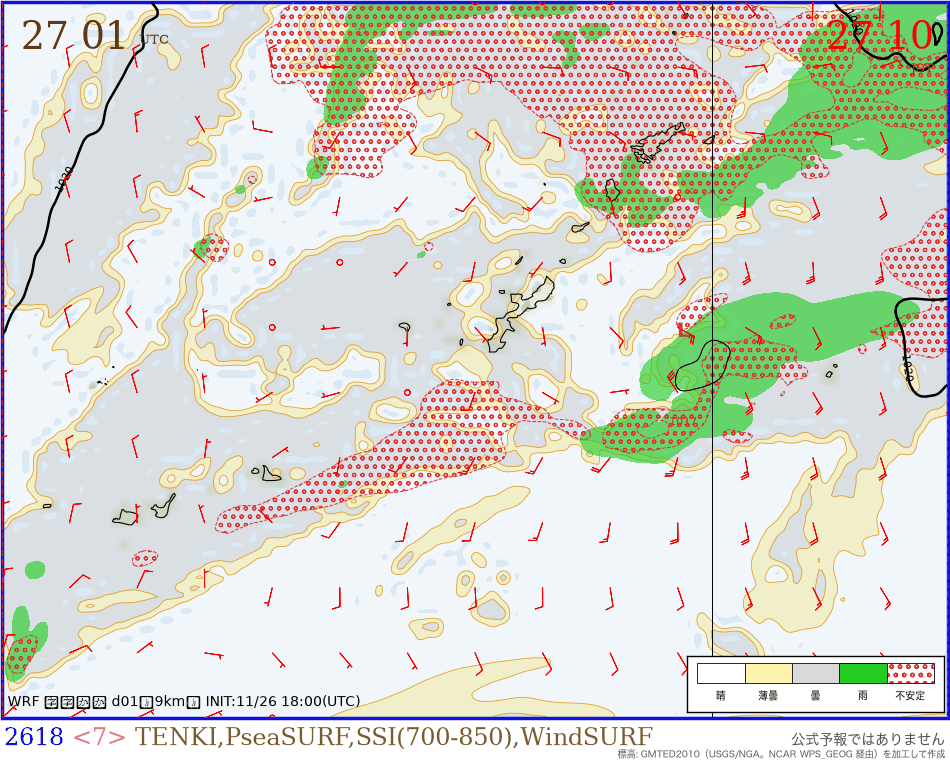 27 01 UTC
27 10
1020
L
1020
WRF d01 9km INIT:11/26 18:00(UTC)
晴 薄曇 曇 雨 不安定
2618 <7> TENKI,PseaSURF,SSI(700-850),WindSURF
公式予報ではありません
標高: GMTED2010（USGS/NGA。NCAR WPS_GEOG 経由）を加工して作成